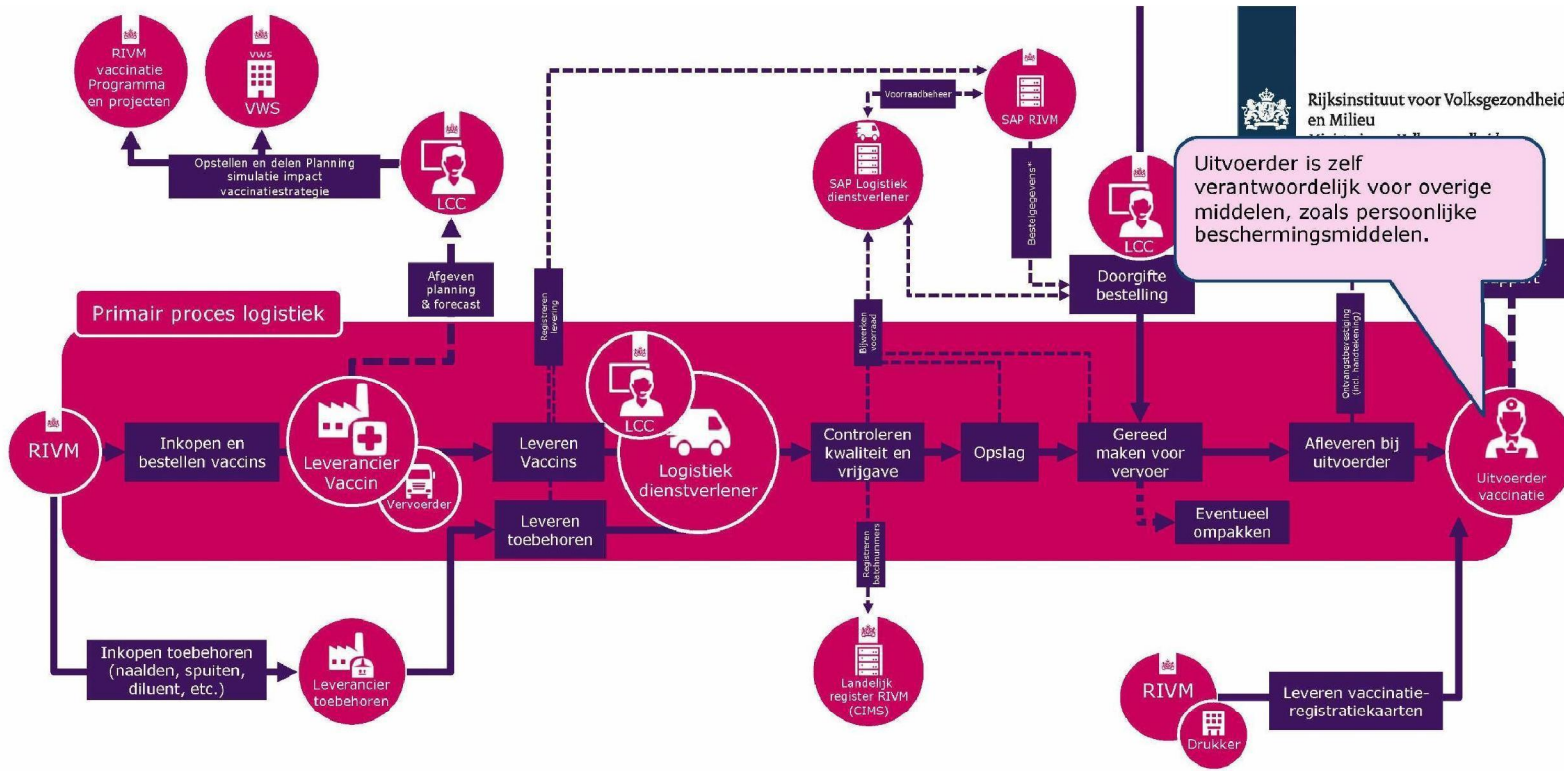 RIVM
vaccinatie
Programma
en projecten
vws
VWS
Opstellen en delen Planning
simulatie impact
vaccinatiestrategie
LCC
Afgeven
planning
& forecast
Registreren
levering
Voorraadbeheer
SAP RIVM
SAP Logistiek
dienstverlener
Bestelgegevens*
LCC
Doorgifte
bestelling
Rijksinstituut voor Volksgezondheid
en Milieu
Uitvoerder is zelf
verantwoordelijk voor overige
middelen, zoals persoonlijke
beschermingsmiddelen.
Primair proces logistiek
Bijwerken
voorraad
Ontvangstbevestiging
(incl. handtekening)
RIVM
Inkopen en
bestellen vaccins
Leverancier
Vaccin
Vervoerder
Leveren
Vaccins
LCC
Logistiek
dienstverlener
Controleren
kwaliteit en
vrijgave
Opslag
Gereed
maken voor
vervoer
Afleveren bij
uitvoerder
Uitvoerder
vaccinatie
Leveren
toebehoren
Eventueel
ompakken
Registreren
batchnummers
Inkopen toebehoren
(naalden, spuiten,
diluent, etc.)
Leverancier
toebehoren
Landelijk
register RIVM
(CIMS)
RIVM
Drukker
Leveren vaccinatie-
registratiekaarten